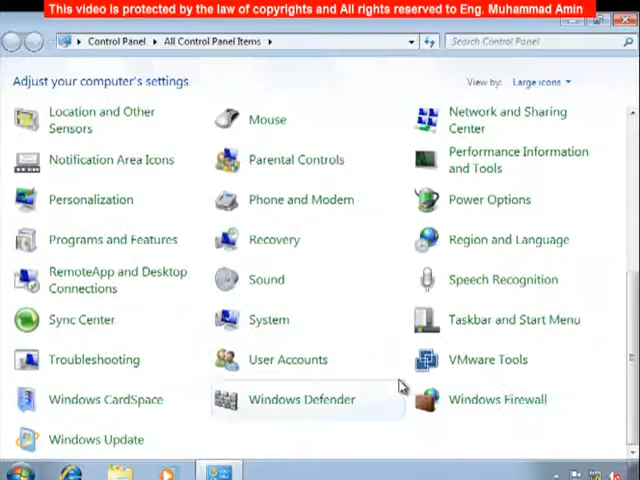 This video is protected by the law of copyrights and All rights reserved to Eng. Muhammad Amin
Control Panel All Control Panel Items Search Control Panel
Adjust your computer's settings View by: Large icons
Location and Other
Sensors
Mouse
Network and Sharing
Center
Notification Area Icons
Parental Controls
Performance Information
and Tools
Personalization
Phone and Modem
Power Options
Programs and Features
Recovery
Region and Language
RemoteApp and Desktop
Connections
Sound
Speech Recognition
Sync Center
System
Taskbar and Start Menu
Troubleshooting
User Accounts
VMware Tools
Windows CardSpace
Windows Defender
Windows Firewall
Windows Update